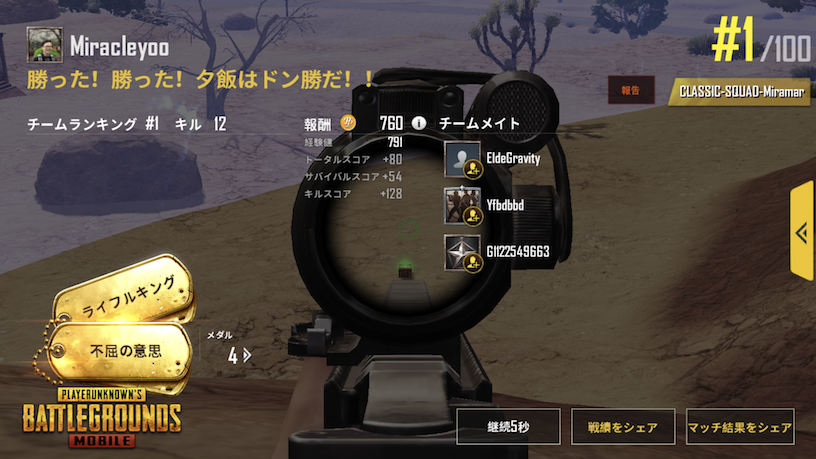 Miracleyoo
#1/100
勝った！勝った！夕飯はドン勝だ！！
報告
CLASSIC-SQUAD-Miramar
チームランキング #1 キル 12
報酬 760
チームメイト
経験値 791
トータルスコア +80
サバイバルスコア +54
キルスコア +128
EldeGravity
Yfbdbbd
G1122549663
ライフルキング
不屈の意思
メダル
4
PLAYERUNKNOWN'S
BATTLEGROUNDS
MOBILE
継続5秒
戦績をシェア
マッチ結果をシェア